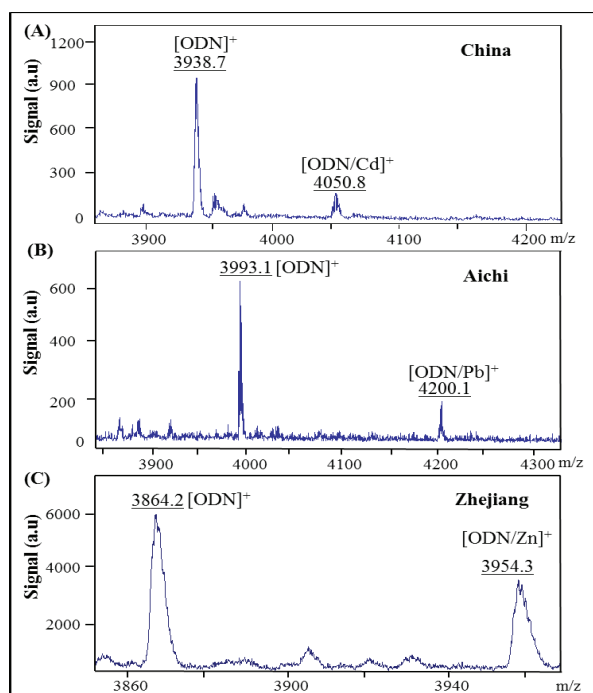 (A)
[ODN]+
3938.7
China
[ODN/Cd]+
4050.8
Signal (a.u)
1200
900
600
300
0
3900 4000 4100 4200 m/z
(B)
3993.1 [ODN]+
Aichi
[ODN/Pb]+
4200.1
Signal (a.u)
600
400
200
0
3900 4000 4100 4200 4300 m/z
(C)
3864.2 [ODN]+
Zhejiang
[ODN/Zn]+
3954.3
Signal (a.u)
6000
4000
2000
3860 3900 3940 m/z